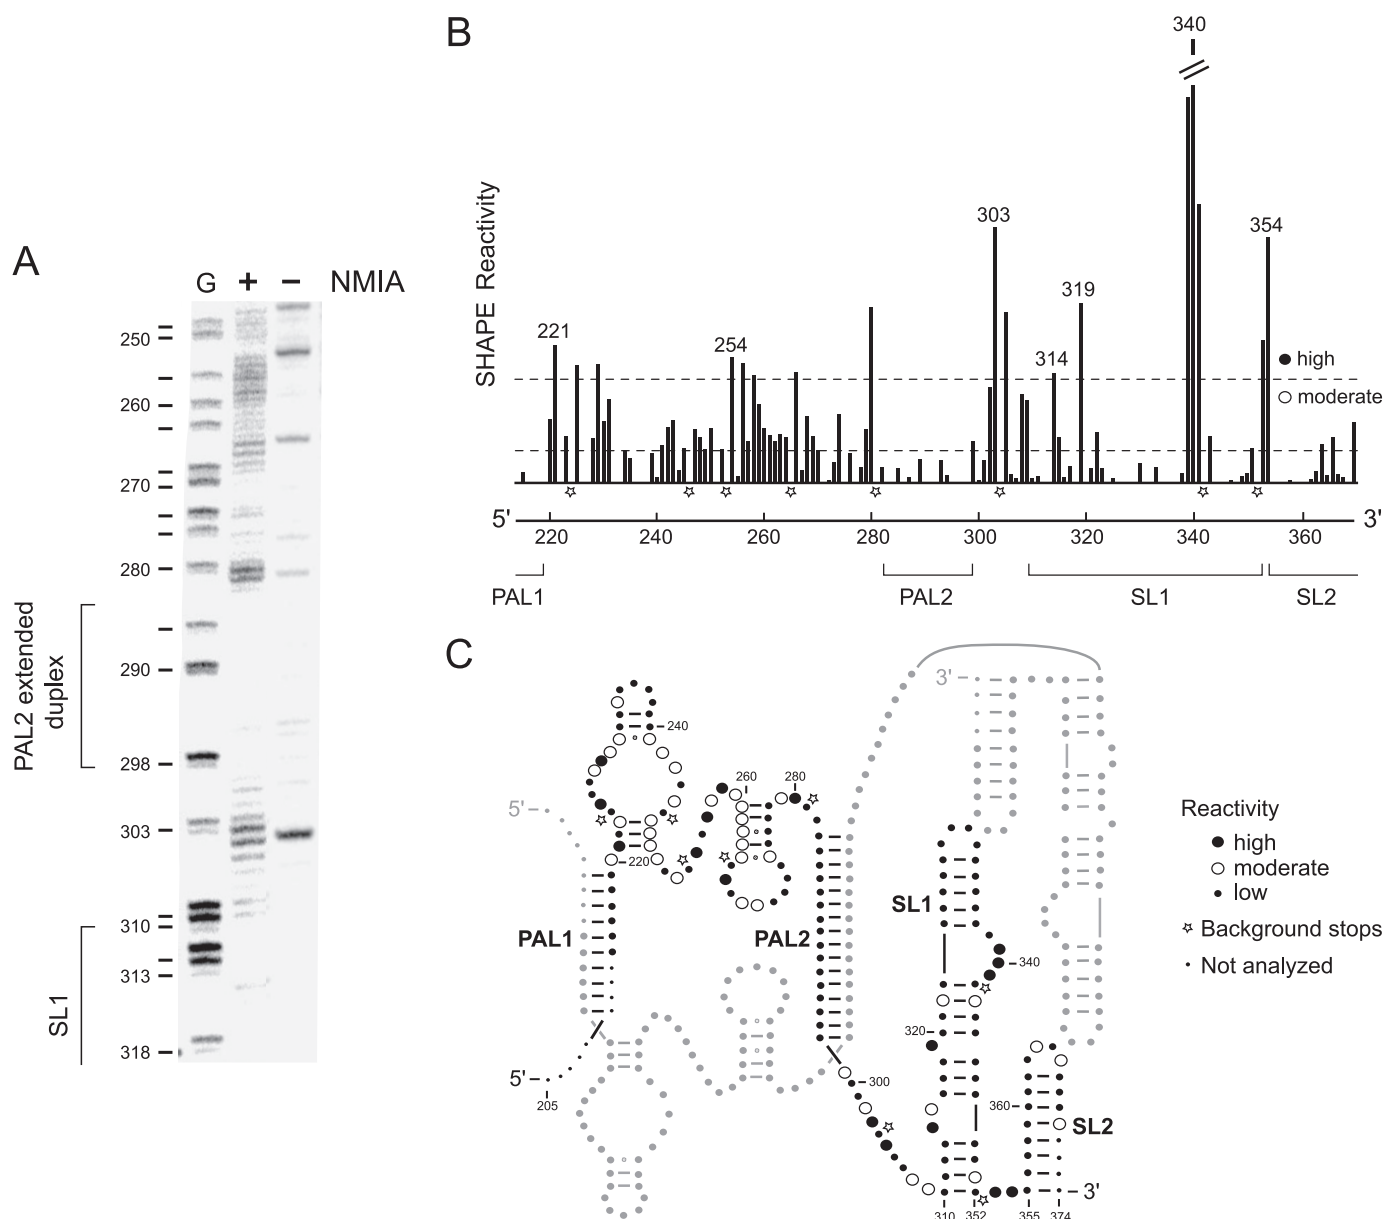 A
G + − NMIA
250
260
270
280
290
298
303
310
313
318
PAL2 extended
duplex
SL1
B
SHAPE Reactivity
340
303
354
319
221
254
314
high
moderate
5' 3'
220 240 260 280 300 320 340 360
PAL1 PAL2 SL1 SL2
C
3'
240
260
280
5'
220
PAL1
PAL2
SL1
340
320
300
5'
205
360
SL2
3'
310 352 355 374
Reactivity
high
moderate
low
Background stops
Not analyzed